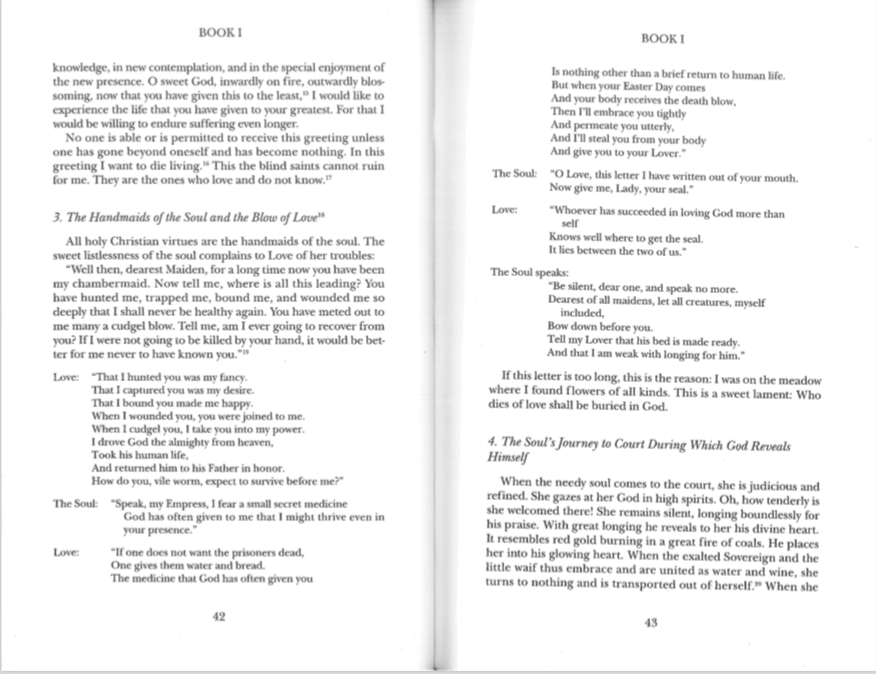 BOOK I
knowledge, in new contemplation, and in the special enjoyment of
the new presence. O sweet God, inwardly on fire, outwardly blos-
soming, now that you have given this to the least,¹⁵ I would like to
experience the life that you have given to your greatest. For that I
would be willing to endure suffering even longer.
No one is able or is permitted to receive this greeting unless
one has gone beyond oneself and has become nothing. In this
greeting I want to die living.¹⁶ This the blind saints cannot ruin
for me. They are the ones who love and do not know.¹⁷
3. The Handmaids of the Soul and the Blow of Love¹⁸
All holy Christian virtues are the handmaids of the soul. The
sweet listlessness of the soul complains to Love of her troubles:
"Well then, dearest Maiden, for a long time now you have been
my chambermaid. Now tell me, where is all this leading? You
have hunted me, trapped me, bound me, and wounded me so
deeply that I shall never be healthy again. You have meted out to
me many a cudgel blow. Tell me, am I ever going to recover from
you? If I were not going to be killed by your hand, it would be bet-
ter for me never to have known you."¹⁹
Love: "That I hunted you was my fancy.
That I captured you was my desire.
That I bound you made me happy.
When I wounded you, you were joined to me.
When I cudgel you, I take you into my power.
I drove God the almighty from heaven,
Took his human life,
And returned him to his Father in honor.
How do you, vile worm, expect to survive before me?"
The Soul: "Speak, my Empress, I fear a small secret medicine
God has often given to me that I might thrive even in
your presence."
Love: "If one does not want the prisoners dead,
One gives them water and bread.
The medicine that God has often given you
42
BOOK I
Is nothing other than a brief return to human life.
But when your Easter Day comes
And your body receives the death blow,
Then I'll embrace you tightly
And permeate you utterly,
And I'll steal you from your body
And give you to your Lover."
The Soul: "O Love, this letter I have written out of your mouth.
Now give me, Lady, your seal."
Love: "Whoever has succeeded in loving God more than
self
Knows well where to get the seal.
It lies between the two of us."
The Soul speaks:
"Be silent, dear one, and speak no more.
Dearest of all maidens, let all creatures, myself
included,
Bow down before you.
Tell my Lover that his bed is made ready.
And that I am weak with longing for him."
If this letter is too long, this is the reason: I was on the meadow
where I found flowers of all kinds. This is a sweet lament: Who
dies of love shall be buried in God.
4. The Soul's Journey to Court During Which God Reveals
Himself
When the needy soul comes to the court, she is judicious and
refined. She gazes at her God in high spirits. Oh, how tenderly is
she welcomed there! She remains silent, longing boundlessly for
his praise. With great longing he reveals to her his divine heart.
It resembles red gold burning in a great fire of coals. He places
her into his glowing heart. When the exalted Sovereign and the
little waif thus embrace and are united as water and wine, she
turns to nothing and is transported out of herself.²⁰ When she
43